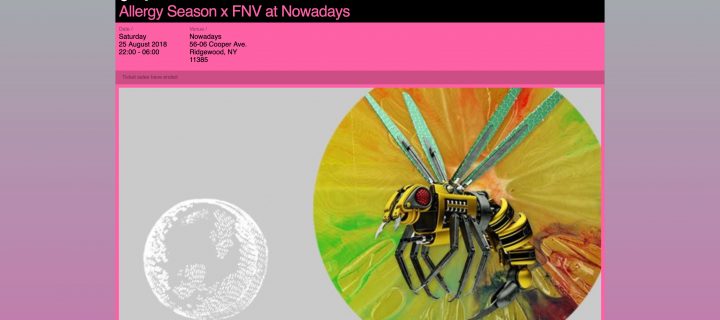 Allergy Season x FNV at Nowadays
Date /
Saturday
25 August 2018
22:00 - 06:00
Venue /
Nowadays
56-06 Cooper Ave.
Ridgewood, NY
11385
Ticket sales have ended